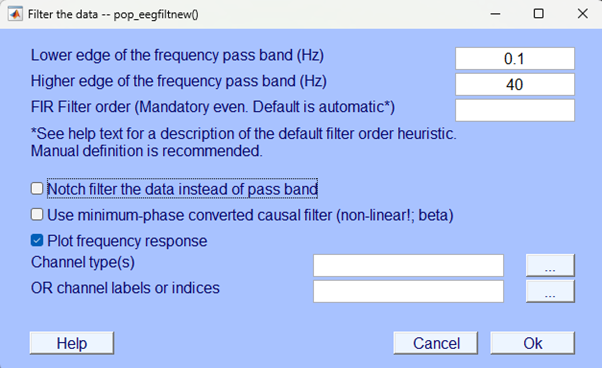 Filter the data -- pop_eegfiltnew()
Lower edge of the frequency pass band (Hz)
0.1
Higher edge of the frequency pass band (Hz)
40
FIR Filter order (Mandatory even. Default is automatic*)
*See help text for a description of the default filter order heuristic.
Manual definition is recommended.
Notch filter the data instead of pass band
Use minimum-phase converted causal filter (non-linear!; beta)
Plot frequency response
Channel type(s)
...
OR channel labels or indices
...
Help
Cancel
Ok